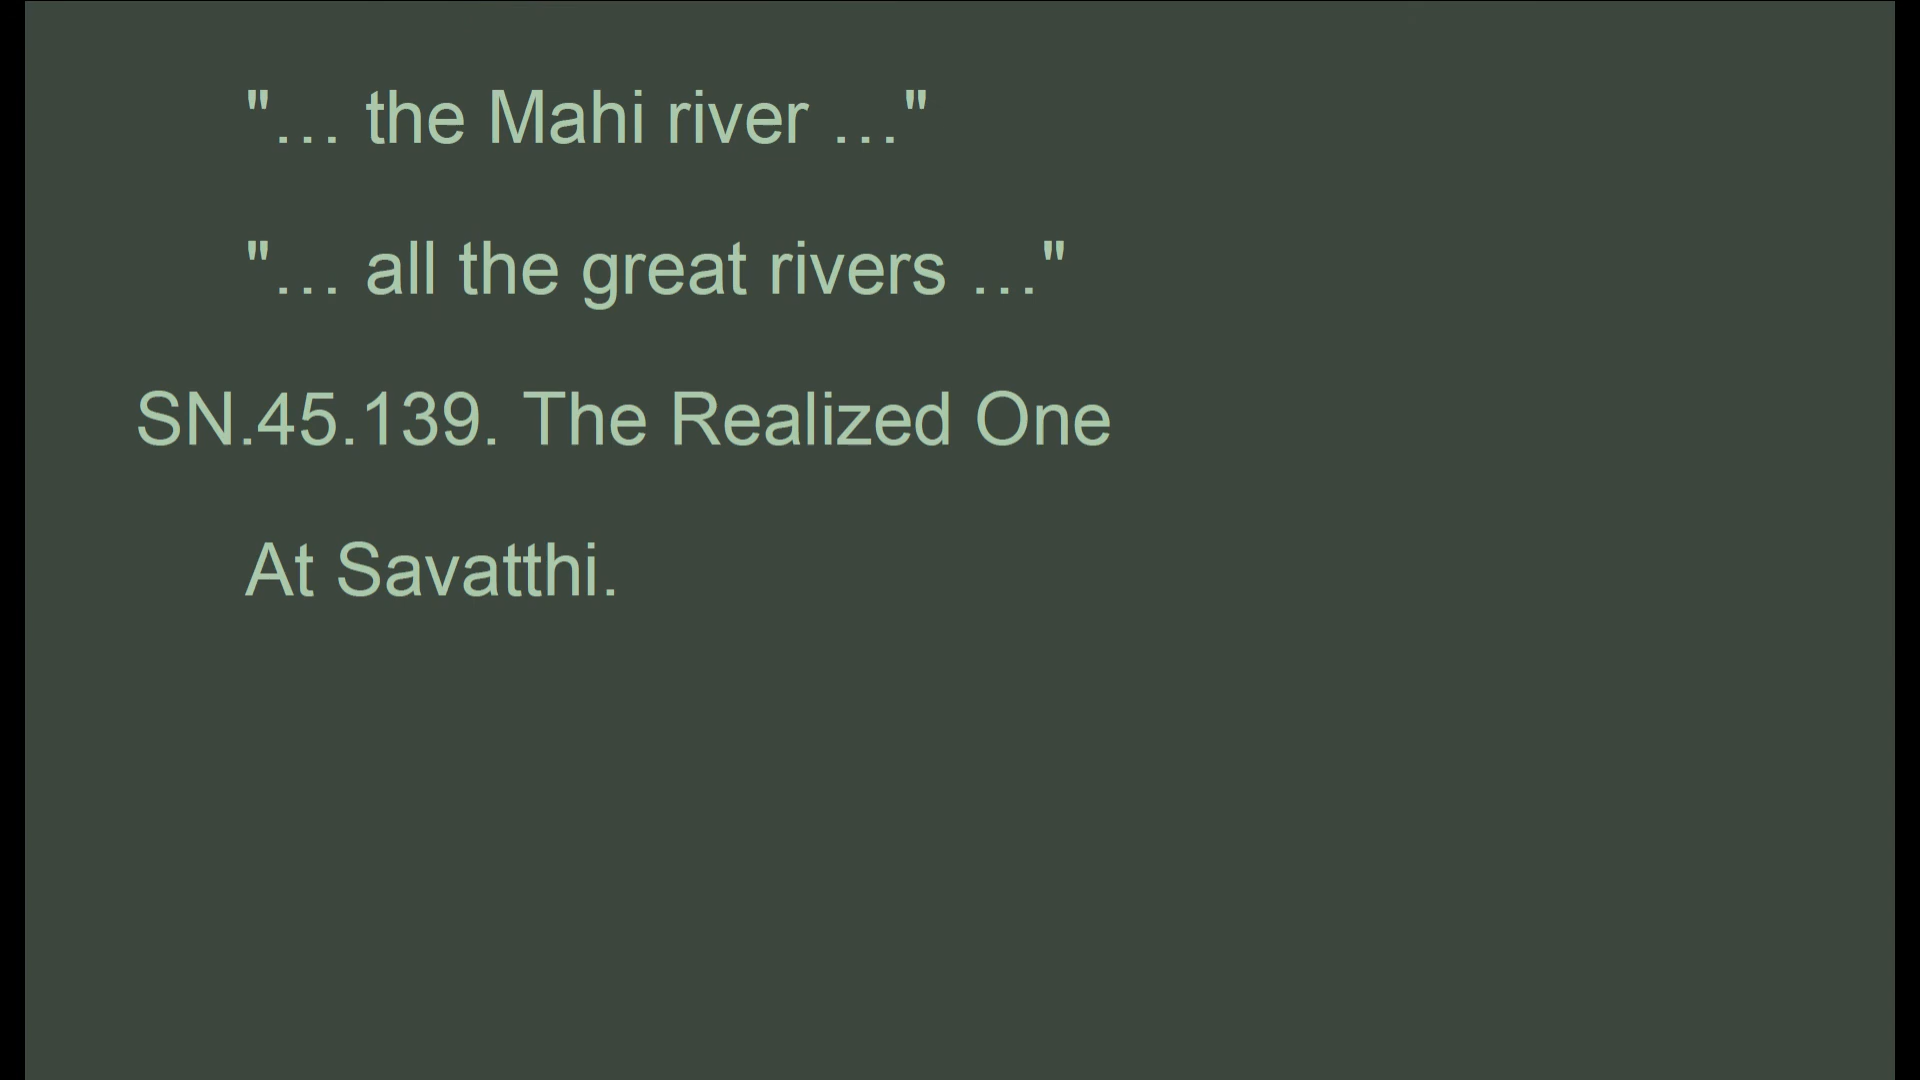 "… the Mahi river …"
"… all the great rivers …"
SN.45.139. The Realized One
At Savatthi.